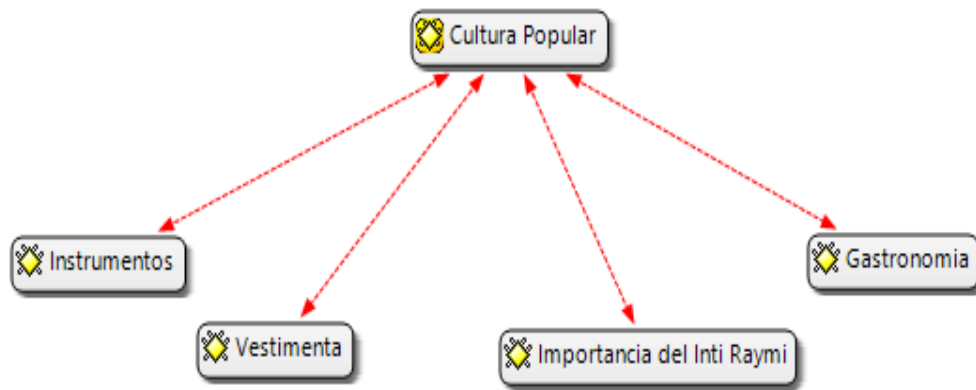 Cultura Popular
Instrumentos
Gastronomia
Vestimenta
Importancia del Inti Raymi